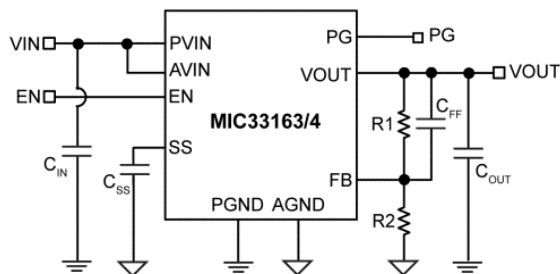 VIN PVIN PG PG
AVIN VOUT VOUT
EN EN
MIC33163/4
R1 CFF
SS
CIN CSS FB COUT
PGND AGND R2